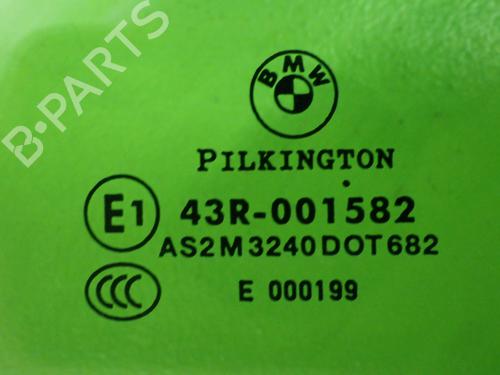 B-PARTS
BMW
PILKINGTON
E1 43R-001582
AS2M3240DOT682
CCC E 000199